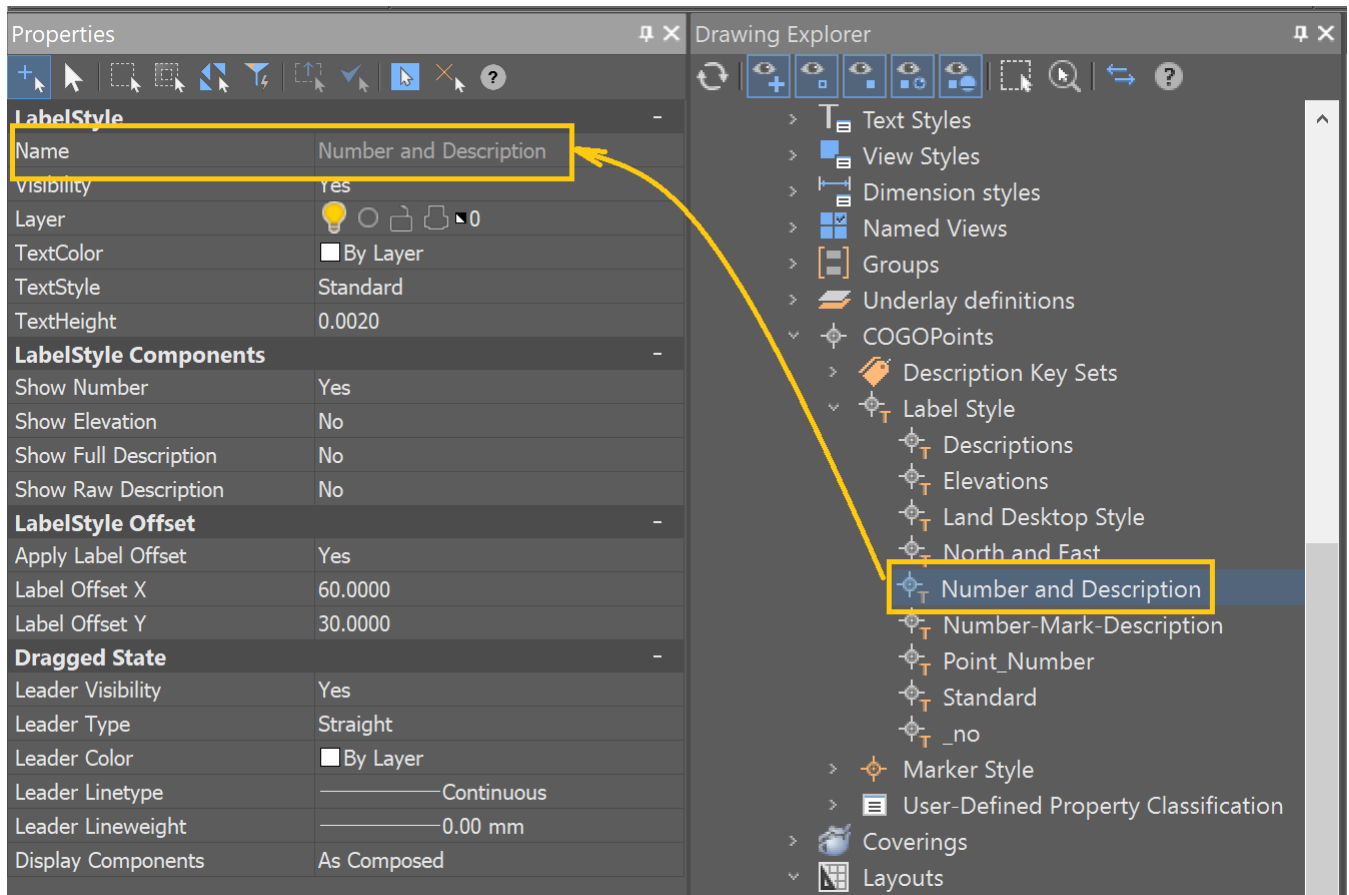 Properties
LabelStyle
Name Number and Description
Visibility Yes
Layer 0
TextColor By Layer
TextStyle Standard
TextHeight 0.0020
LabelStyle Components
Show Number Yes
Show Elevation No
Show Full Description No
Show Raw Description No
LabelStyle Offset
Apply Label Offset Yes
Label Offset X 60.0000
Label Offset Y 30.0000
Dragged State
Leader Visibility Yes
Leader Type Straight
Leader Color By Layer
Leader Linetype Continuous
Leader Lineweight 0.00 mm
Display Components As Composed
Drawing Explorer
Text Styles
View Styles
Dimension styles
Named Views
Groups
Underlay definitions
COGOPoints
Description Key Sets
Label Style
Descriptions
Elevations
Land Desktop Style
North and East
Number and Description
Number-Mark-Description
Point_Number
Standard
_no
Marker Style
User-Defined Property Classification
Coverings
Layouts